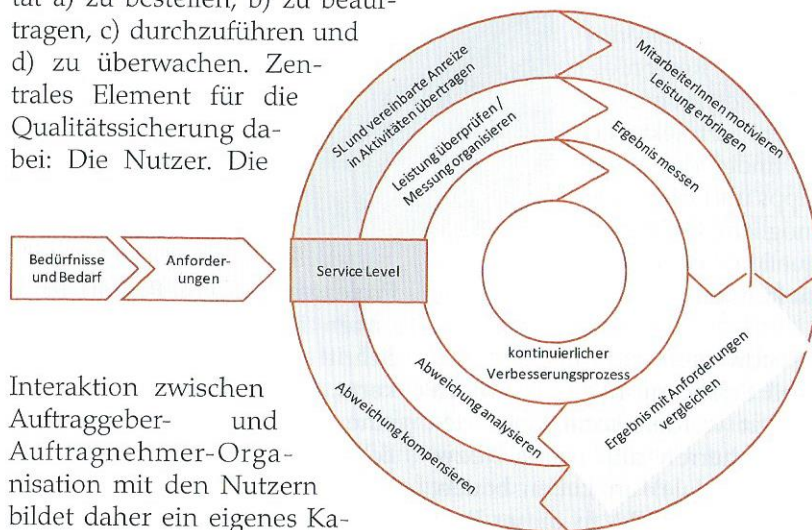 tät a) zu bestellen, b) zu beauf-
tragen, c) durchzuführen und
d) zu überwachen. Zen-
trales Element für die
Qualitätssicherung da-
bei: Die Nutzer. Die
SL und vereinbarte Anreize
in Aktivitäten übertragen
MitarbeiterInnen motivieren
Leistung erbringen
Leistung überprüfen /
Messung organisieren
Ergebnis messen
Bedürfnisse
und Bedarf
Anforder-
ungen
Service Level
kontinuierlicher
Verbesserungsprozess
Ergebnis mit Anforderungen
vergleichen
Abweichung analysieren
Abweichung kompensieren
Interaktion zwischen
Auftraggeber- und
Auftragnehmer-Orga-
nisation mit den Nutzern
bildet daher ein eigenes Ka-